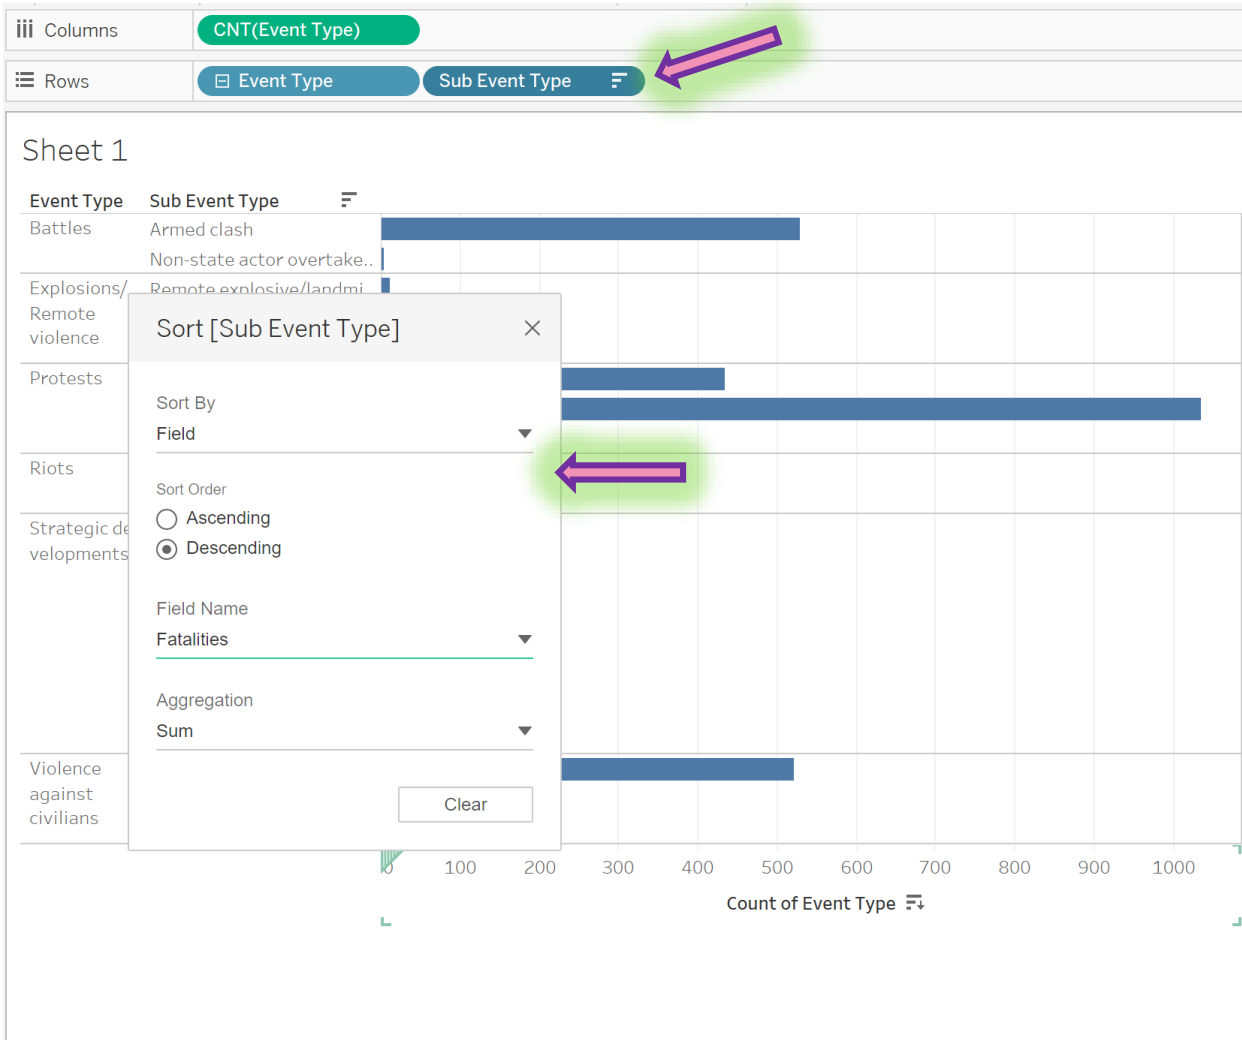 Columns
CNT(Event Type)
Rows
Event Type
Sub Event Type
Sheet 1
Event Type
Sub Event Type
Battles
Armed clash
Non-state actor overtake..
Explosions/
Remote
violence
Remote explosive/landmi
Protests
Riots
Strategic de
velopments
Violence
against
civilians
Sort [Sub Event Type]
Sort By
Field
Sort Order
Ascending
Descending
Field Name
Fatalities
Aggregation
Sum
Clear
0 100 200 300 400 500 600 700 800 900 1000
Count of Event Type